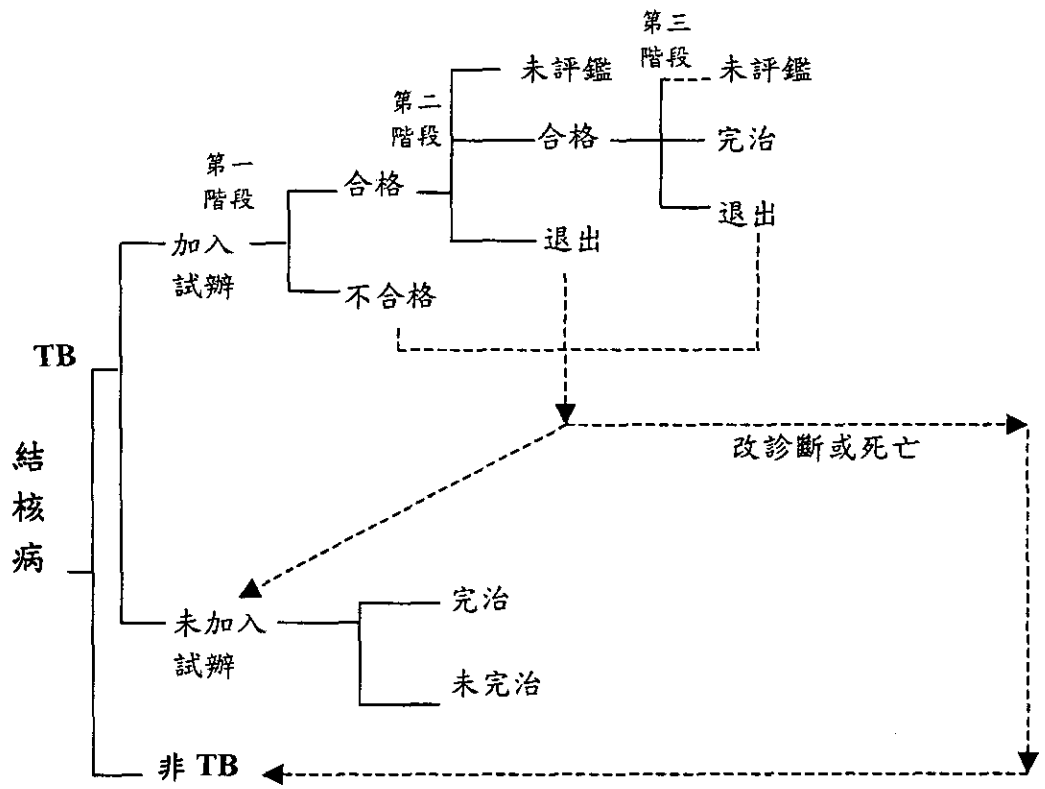 第三
階段
未評鑑
未評鑑
第二
階段
合格
完治
第一
階段
合格
退出
退出
加入
試辦
不合格
TB
改診斷或死亡
結核病
完治
未加入
試辦
未完治
非 TB